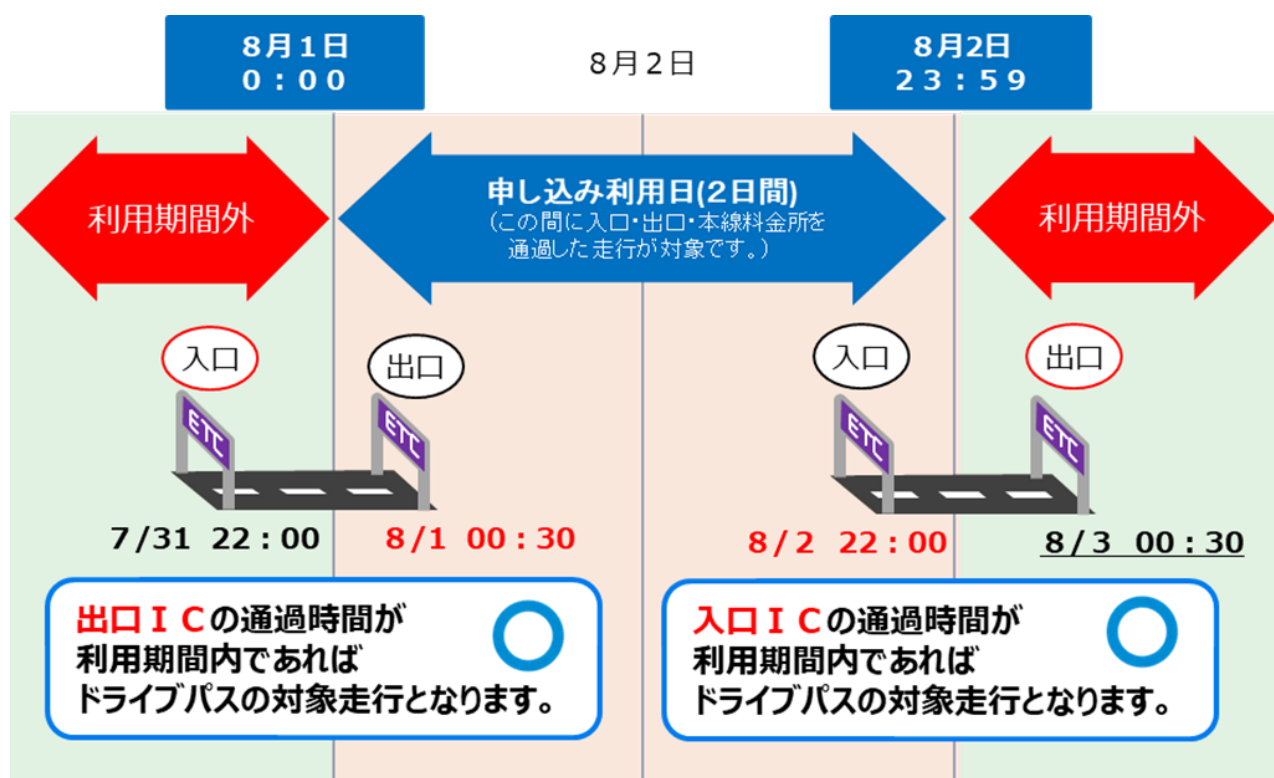 ８月１日
０：００
８月２日
８月2日
２３：５９
利用期間外
申し込み利用日(２日間)
（この間に入口・出口・本線料金所を
通過した走行が対象です。）
利用期間外
入口
出口
入口
出口
ETC
ETC
ETC
ETC
7/31 22：00
8/1 00：30
8/2 22：00
8/3 00：30
出口ＩＣの通過時間が
利用期間内であれば
ドライブパスの対象走行となります。
入口ＩＣの通過時間が
利用期間内であれば
ドライブパスの対象走行となります。